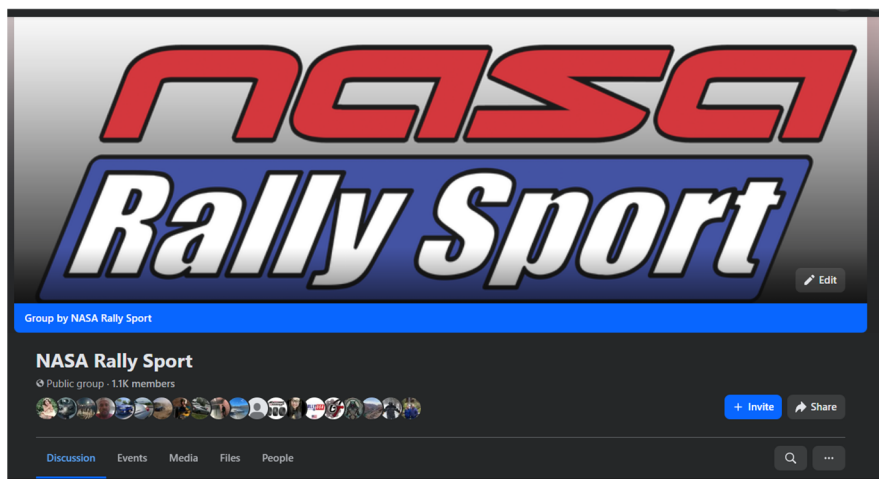 nasa
Rally Sport
Edit
Group by NASA Rally Sport
NASA Rally Sport
Public group · 1.1K members
+ Invite
Share
Discussion Events Media Files People